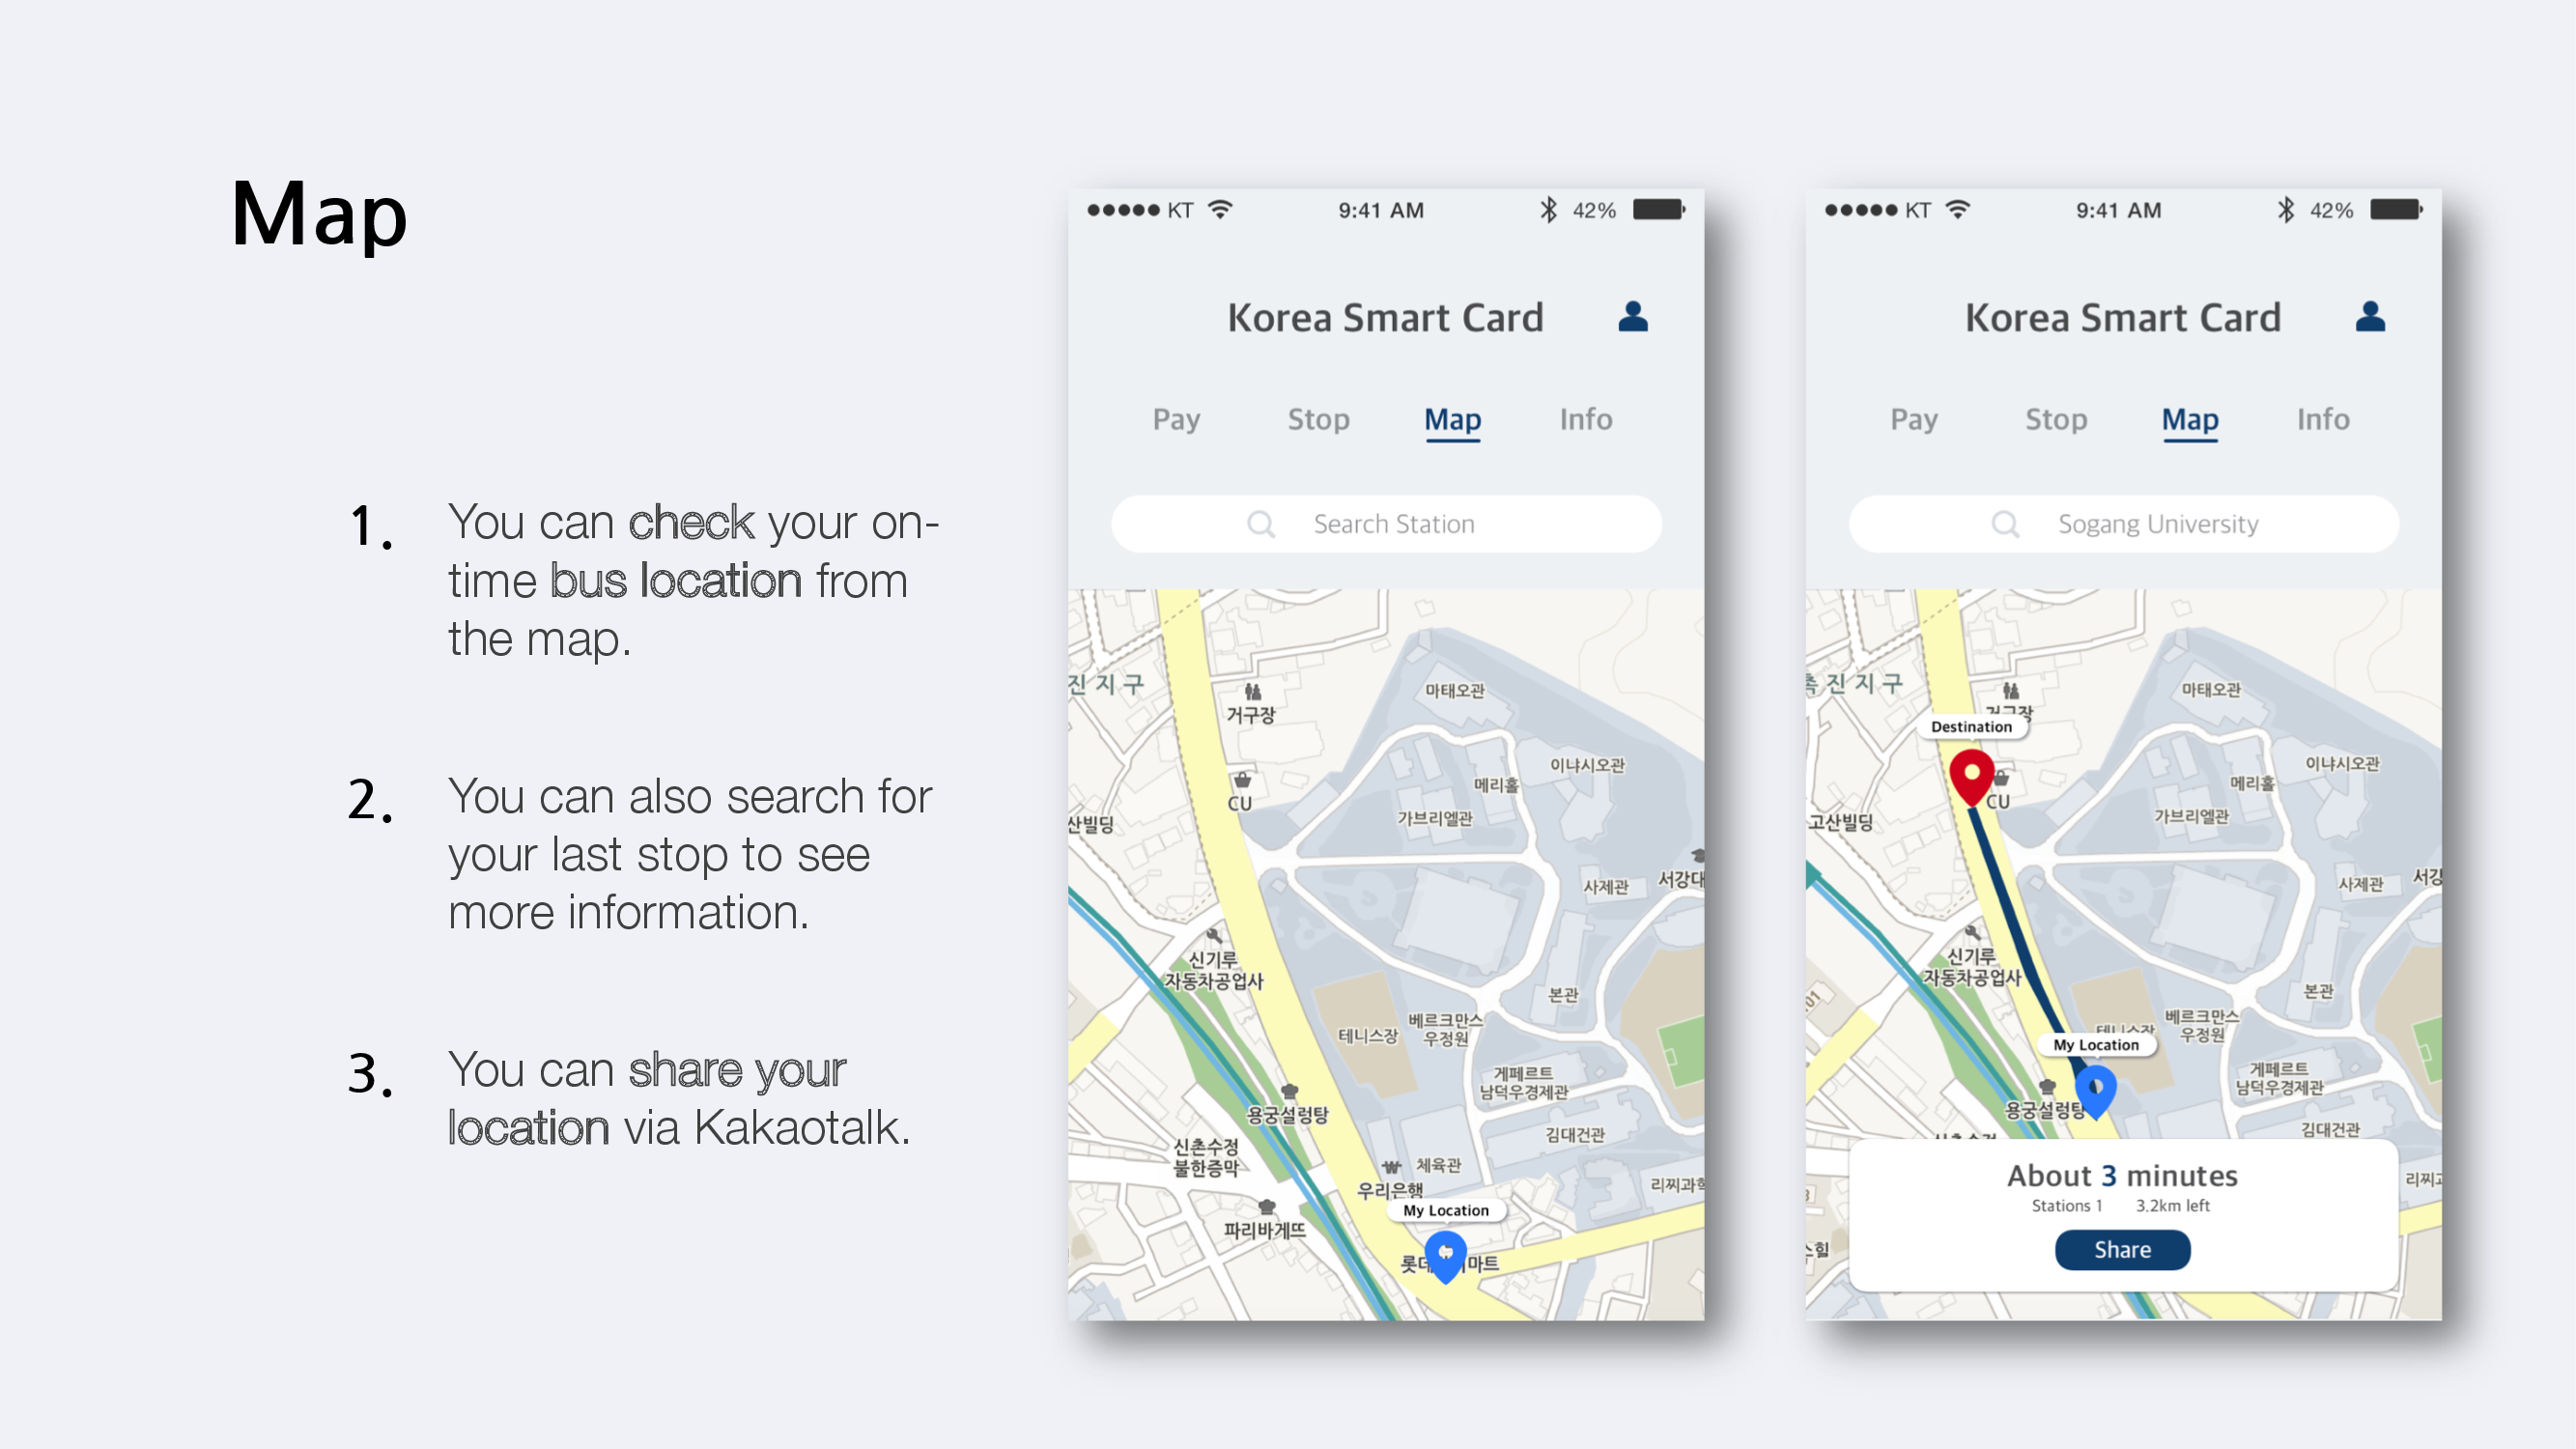 Map
1. You can check your on-
time bus location from
the map.
2. You can also search for
your last stop to see
more information.
3. You can share your
location via Kakaotalk.
KT 9:41 AM 42%
Korea Smart Card
Pay Stop Map Info
Search Station
진지구
거구장
마태오관
이냐시오관
메리홀
CU
가브리엘관
산빌딩
사제관
서강대
신기루
자동차공업사
본관
테니스장
베르크만스
우정원
게페르트
남덕우경제관
용궁설렁탕
김대건관
신촌수정
불한증막
체육관
우리은행
리찌과학
My Location
파리바게뜨
마트
KT 9:41 AM 42%
Korea Smart Card
Pay Stop Map Info
Sogang University
진지구
마태오관
거구장
Destination
이냐시오관
메리홀
CU
가브리엘관
고산빌딩
사제관
서강
신기루
자동차공업사
본관
베르크만스
우정원
테니스장
My Location
게페르트
남덕우경제관
용궁설렁탕
김대건관
About 3 minutes
Stations 1 3.2km left
리찌
Share
스힐